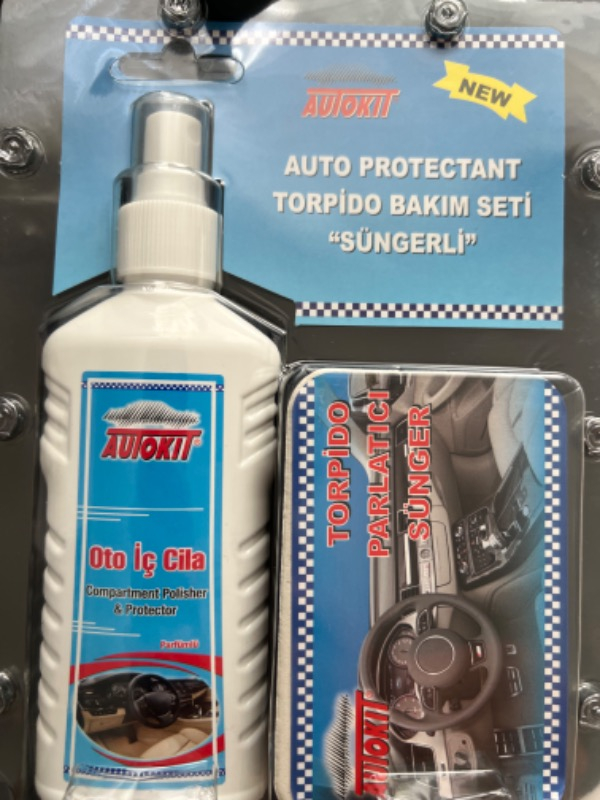 AUTOKIT
NEW
AUTO PROTECTANT
TORPİDO BAKIM SETİ
“SÜNGERLİ”
AUTOKIT
Oto İç Cila
Compartment Polisher
& Protector
Parfümlü
TORPİDO
PARLATICI
SÜNGER
AUTOKIT